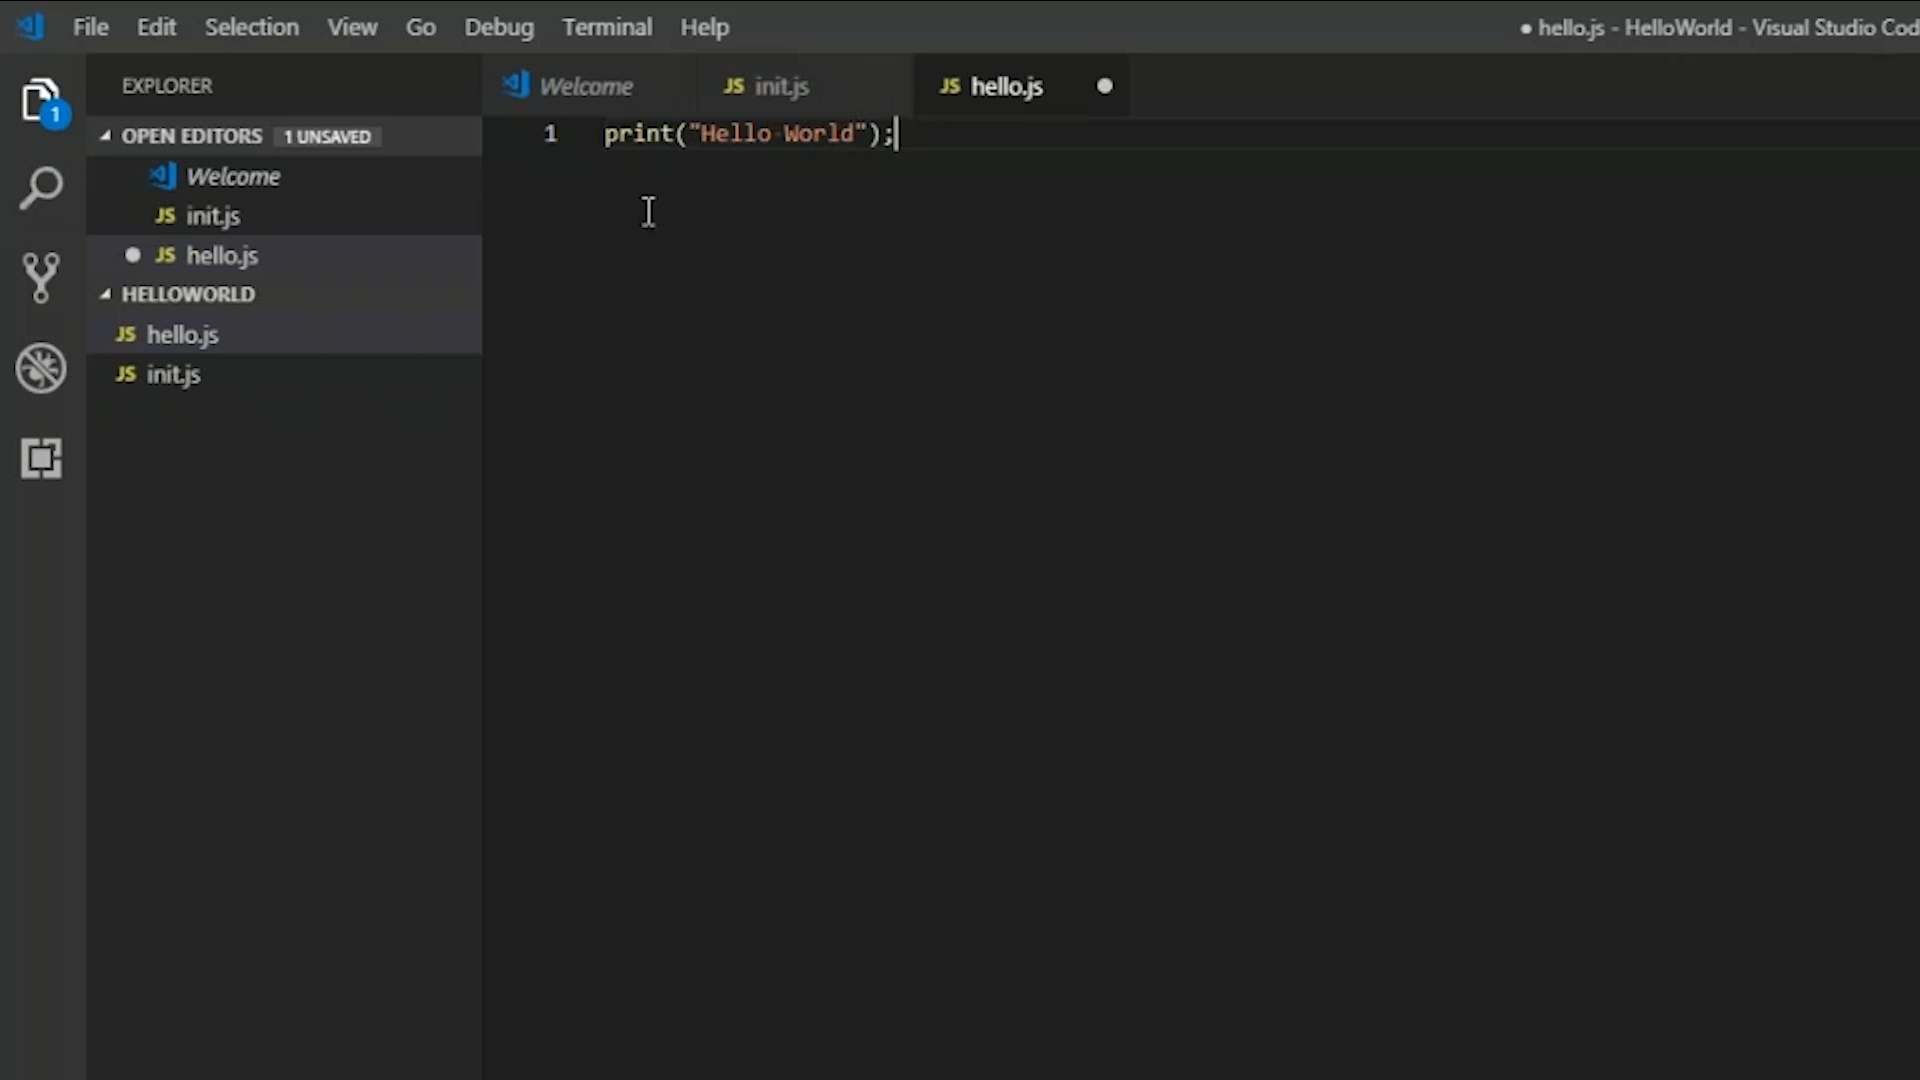 File Edit Selection View Go Debug Terminal Help ● hello.js - HelloWorld - Visual Studio Cod
EXPLORER
Welcome JS init.js JS hello.js ●
1
OPEN EDITORS 1 UNSAVED
1 print("Hello World");
Welcome
JS init.js
● JS hello.js
HELLOWORLD
JS hello.js
JS init.js